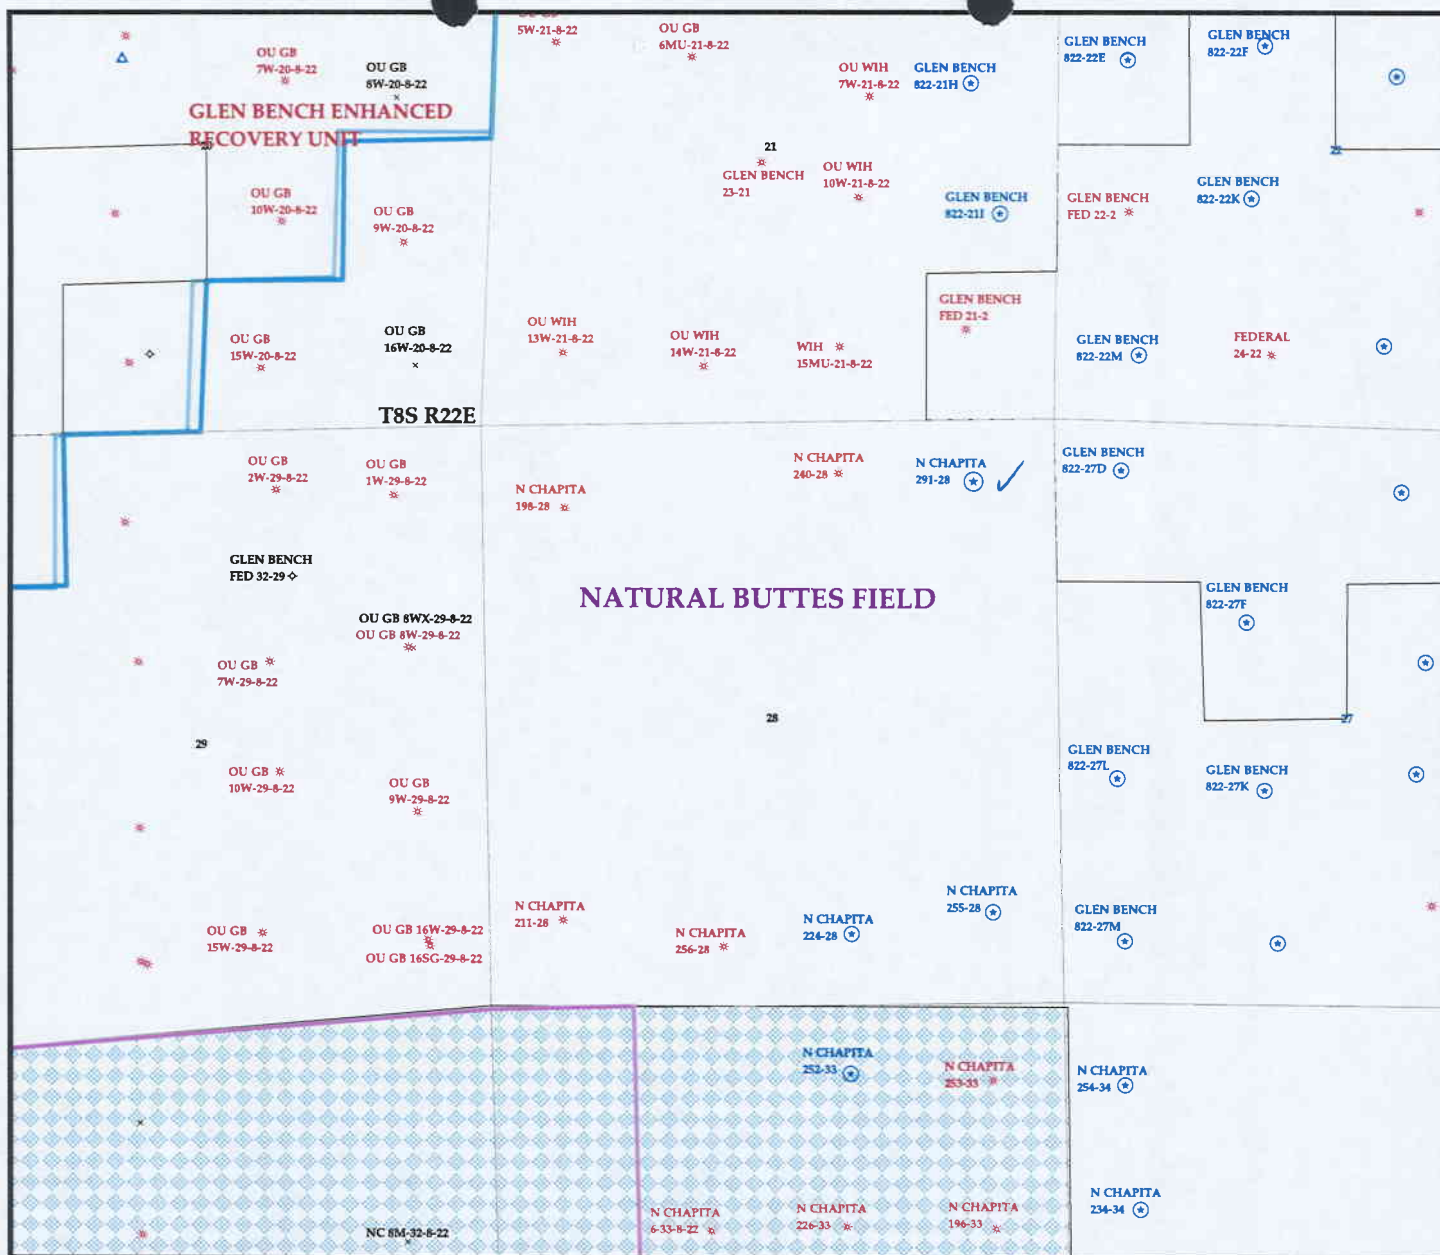 5W-21-8-22
OU GB
6MU-21-8-22
OU GB
7W-20-8-22
OU GB
8W-20-8-22
OU WIH
7W-21-8-22
GLEN BENCH
822-21H
GLEN BENCH
822-22E
GLEN BENCH
822-22F
GLEN BENCH ENHANCED
RECOVERY UNIT
20
21
22
GLEN BENCH
23-21
OU WIH
10W-21-8-22
OU GB
10W-20-8-22
OU GB
9W-20-8-22
GLEN BENCH
822-21I
GLEN BENCH
FED 22-2
GLEN BENCH
822-22K
GLEN BENCH
FED 21-2
OU GB
15W-20-8-22
OU GB
16W-20-8-22
OU WIH
13W-21-8-22
OU WIH
14W-21-8-22
WIH
15MU-21-8-22
GLEN BENCH
822-22M
FEDERAL
24-22
T8S R22E
OU GB
2W-29-8-22
OU GB
1W-29-8-22
N CHAPITA
198-28
N CHAPITA
240-28
N CHAPITA
291-28
GLEN BENCH
822-27D
GLEN BENCH
FED 32-29
NATURAL BUTTES FIELD
GLEN BENCH
822-27F
OU GB 8WX-29-8-22
OU GB 8W-29-8-22
OU GB
7W-29-8-22
28
27
29
OU GB
10W-29-8-22
OU GB
9W-29-8-22
GLEN BENCH
822-27L
GLEN BENCH
822-27K
N CHAPITA
211-28
N CHAPITA
256-28
N CHAPITA
224-28
N CHAPITA
255-28
GLEN BENCH
822-27M
OU GB
15W-29-8-22
OU GB 16W-29-8-22
OU GB 16SG-29-8-22
N CHAPITA
252-33
N CHAPITA
253-33
N CHAPITA
254-34
NC 8M-32-8-22
N CHAPITA
6-33-8-22
N CHAPITA
226-33
N CHAPITA
196-33
N CHAPITA
234-34